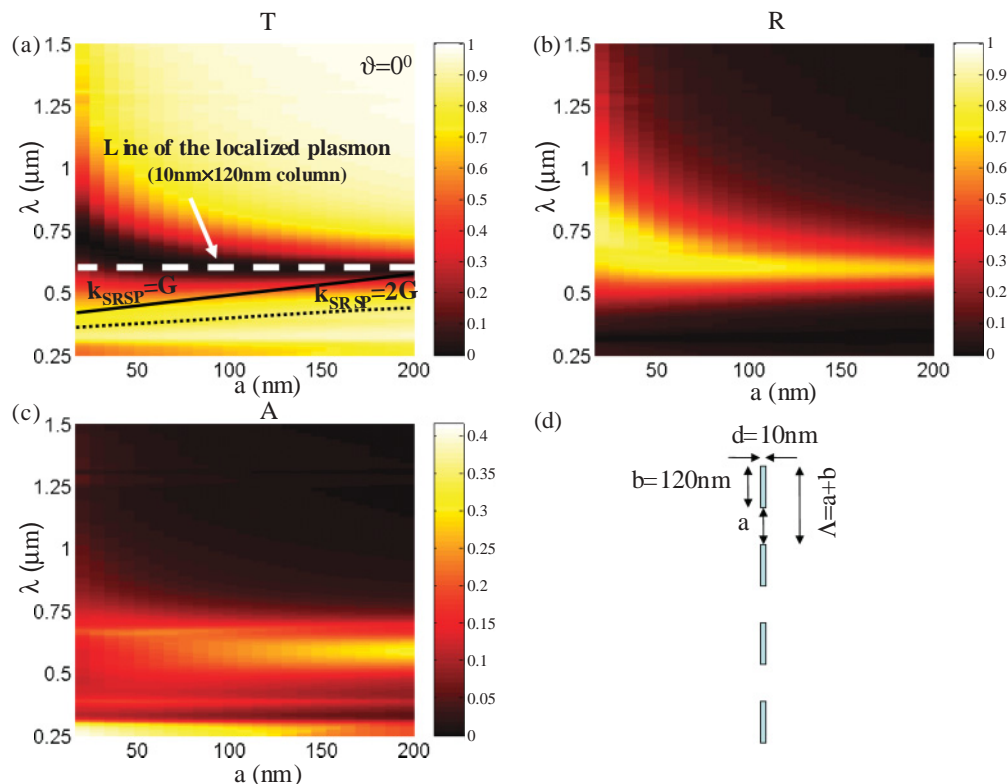 T
(a)
1.5
1.25
1
0.75
0.5
0.25
λ (μm)
ϑ=0⁰
Line of the localized plasmon
(10nm×120nm column)
k_SRSP=G
k_SRSP=2G
50
100
150
200
a (nm)
1
0.9
0.8
0.7
0.6
0.5
0.4
0.3
0.2
0.1
0
R
(b)
1.5
1.25
1
0.75
0.5
0.25
λ (μm)
50
100
150
200
a (nm)
1
0.9
0.8
0.7
0.6
0.5
0.4
0.3
0.2
0.1
0
A
(c)
1.5
1.25
1
0.75
0.5
0.25
λ (μm)
50
100
150
200
a (nm)
0.4
0.35
0.3
0.25
0.2
0.15
0.1
0.05
0
(d)
d=10nm
b=120nm
a
Λ=a+b